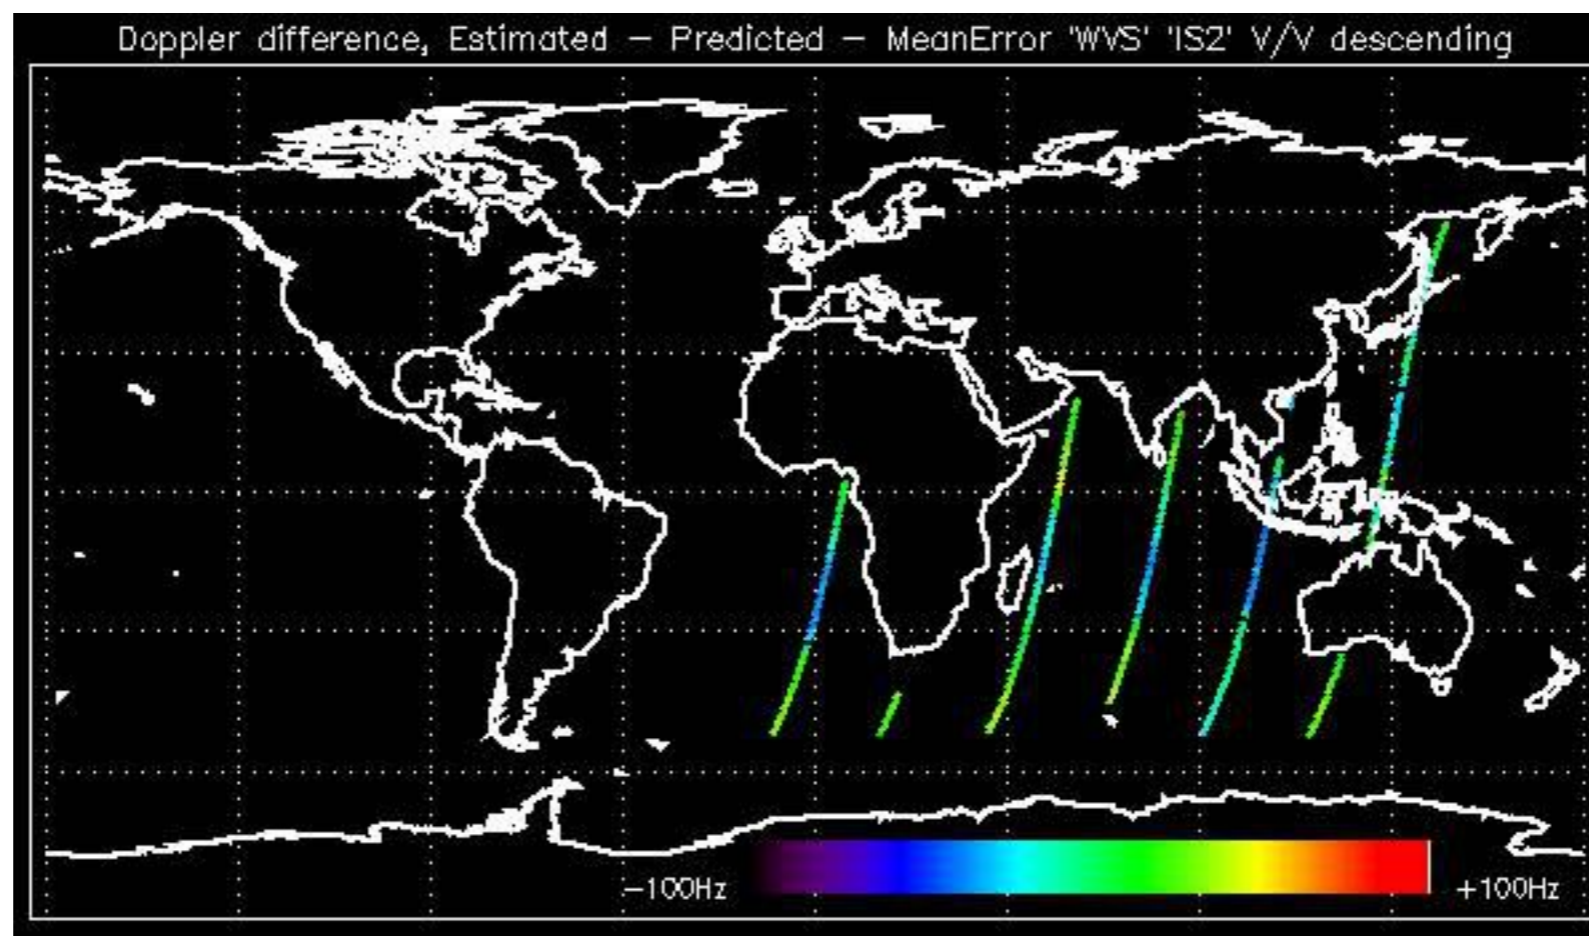 Doppler difference, Estimated – Predicted – MeanError 'WVS' 'IS2' V/V descending
–100Hz +100Hz